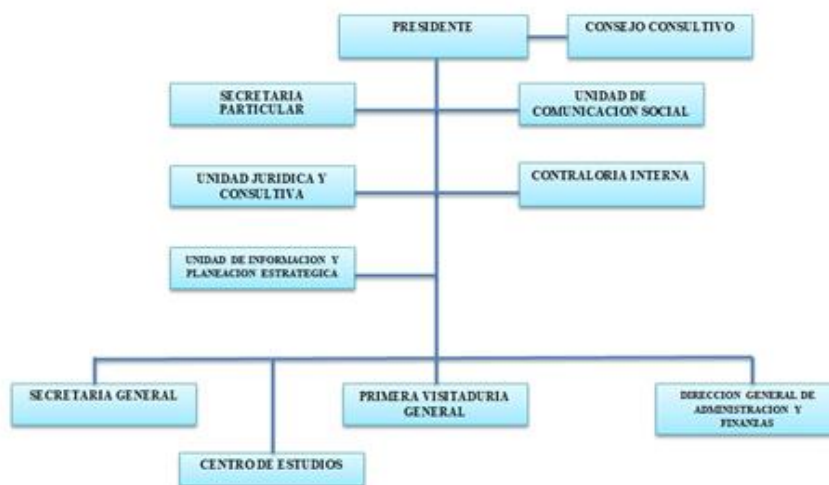 PRESIDENTE
CONSEJO CONSULTIVO
SECRETARIA
PARTICULAR
UNIDAD DE
COMUNICACION SOCIAL
UNIDAD JURIDICA Y
CONSULTIVA
CONTRALORIA INTERNA
UNIDAD DE INFORMACION Y
PLANEACION ESTRATEGICA
SECRETARIA GENERAL
PRIMERA VISITADURIA
GENERAL
DIRECCION GENERAL DE
ADMINISTRACION Y
FINANZAS
CENTRO DE ESTUDIOS